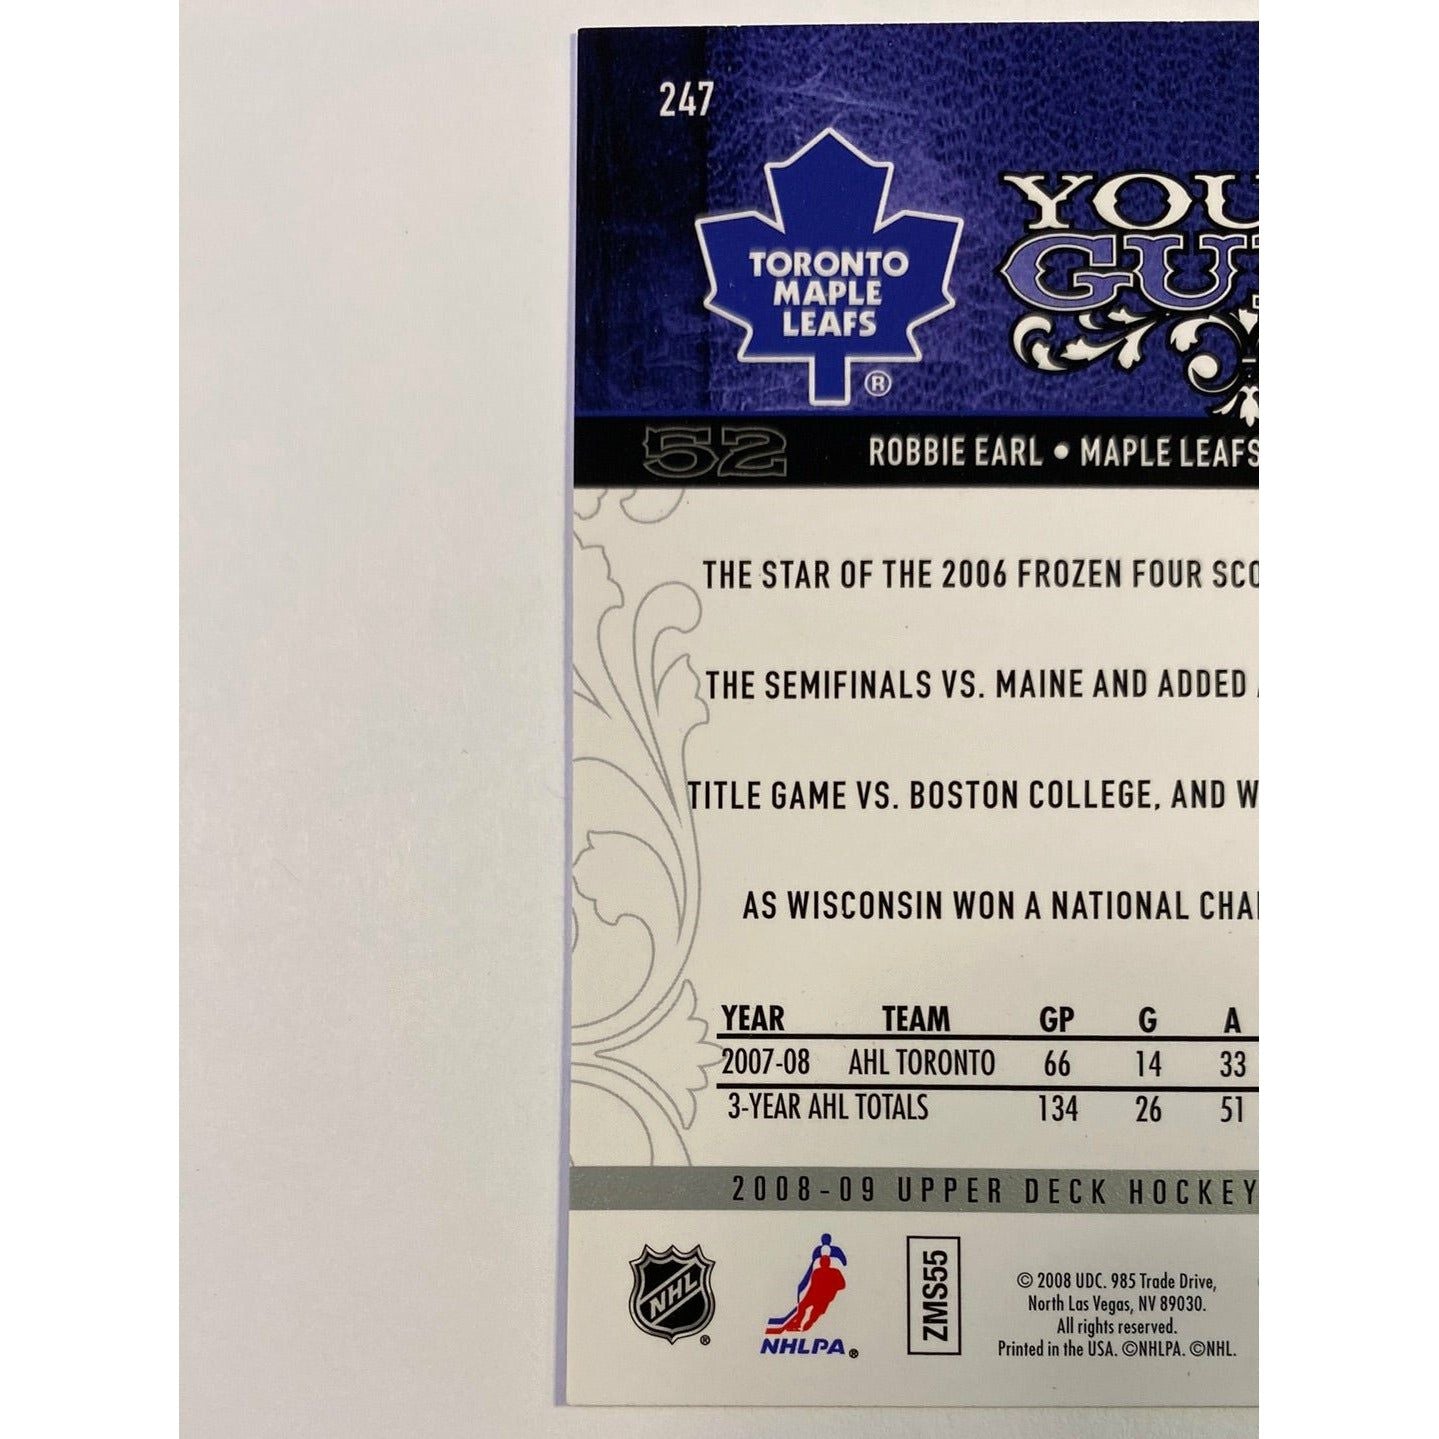 247
TORONTO
MAPLE
LEAFS
®
YOU
GU
52
ROBBIE EARL • MAPLE LEAFS
THE STAR OF THE 2006 FROZEN FOUR SCO
THE SEMIFINALS VS. MAINE AND ADDED
TITLE GAME VS. BOSTON COLLEGE, AND W
AS WISCONSIN WON A NATIONAL CHA
YEAR TEAM GP G A
2007-08 AHL TORONTO 66 14 33
3-YEAR AHL TOTALS 134 26 51
2008-09 UPPER DECK HOCKEY
NHL ®
NHLPA ®
ZMS55
© 2008 UDC. 985 Trade Drive,
North Las Vegas, NV 89030.
All rights reserved.
Printed in the USA. ©NHLPA. ©NHL.